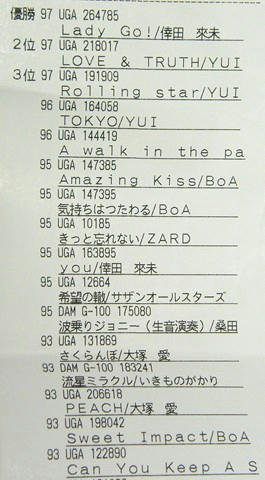 優勝 97 UGA 264785
Lady Go!/倖田 來未
2位 97 UGA 218017
LOVE & TRUTH/YUI
3位 97 UGA 191909
Rolling star/YUI
96 UGA 164058
TOKYO/YUI
96 UGA 144419
A walk in the pa
95 UGA 147385
Amazing Kiss/BoA
95 UGA 147395
気持ちはつたわる/BoA
95 UGA 10185
きっと忘れない/ZARD
95 UGA 163895
you/倖田 來未
95 UGA 12664
希望の轍/サザンオールスターズ
95 DAM G-100 175080
波乗りジョニー（生音演奏）/桑田
93 UGA 131869
さくらんぼ/大塚 愛
93 DAM G-100 183241
流星ミラクル/いきものがかり
93 UGA 206618
PEACH/大塚 愛
93 UGA 198042
Sweet Impact/BoA
93 UGA 122890
Can You Keep A S